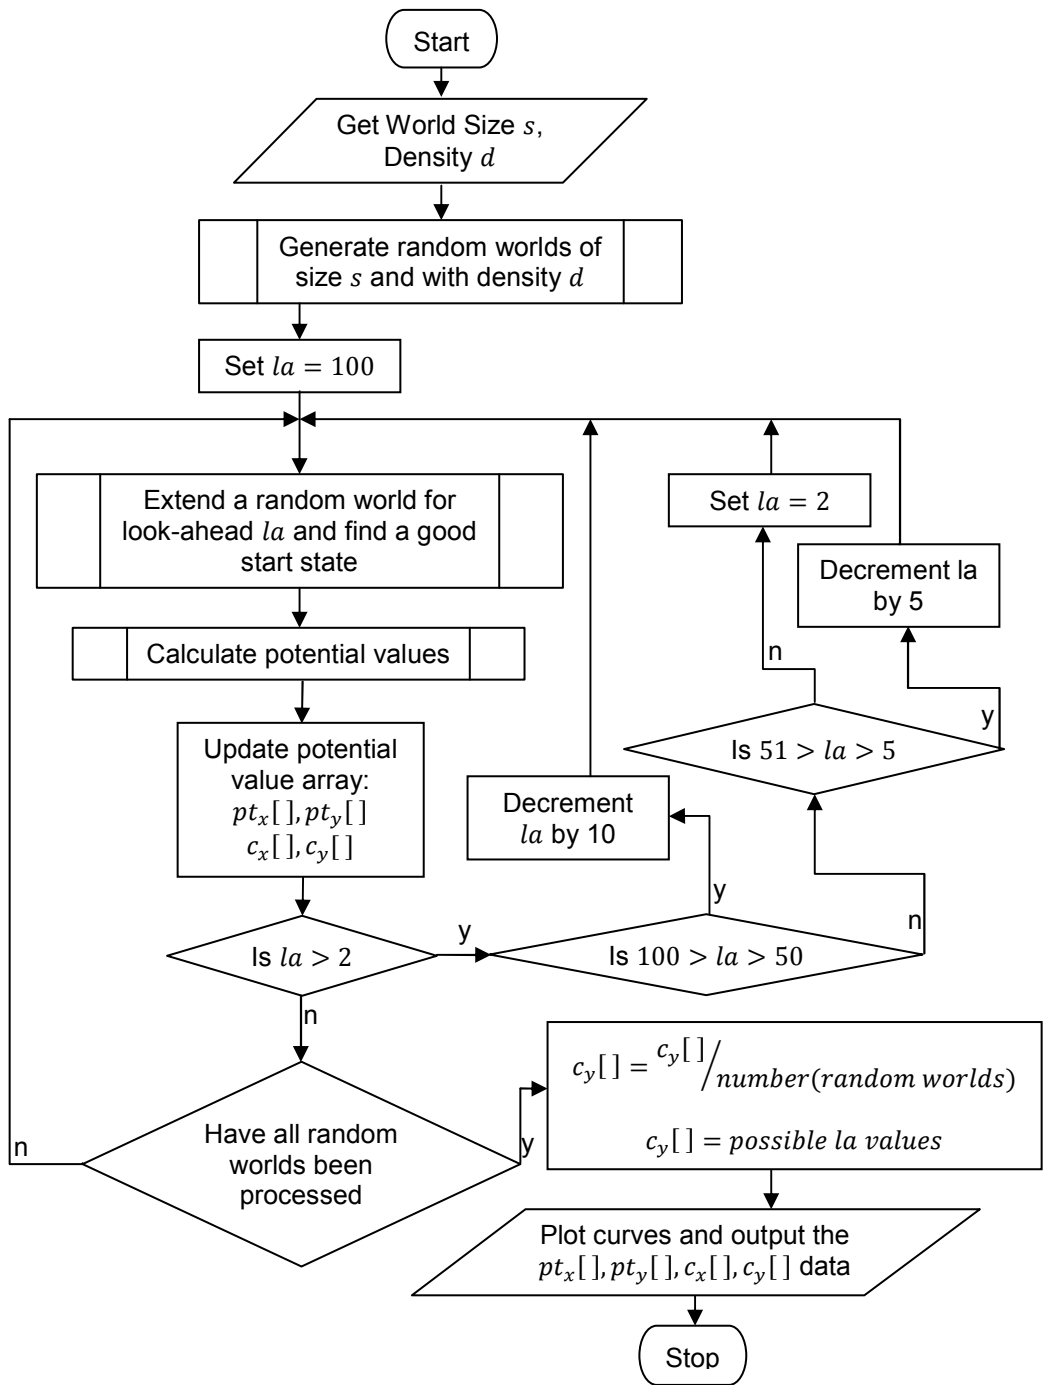 Start
Get World Size s,
Density d
Generate random worlds of
size s and with density d
Set la = 100
Extend a random world for
look-ahead la and find a good
start state
Set la = 2
Decrement la
by 5
Calculate potential values
n
y
Update potential
value array:
pt_x[ ], pt_y[ ]
c_x[ ], c_y[ ]
Is 51 > la > 5
Decrement
la by 10
y
n
Is la > 2
y
Is 100 > la > 50
n
Have all random
worlds been
processed
n
y
c_y[ ] = c_y[ ]/number(random worlds)
c_y[ ] = possible la values
Plot curves and output the
pt_x[ ], pt_y[ ], c_x[ ], c_y[ ] data
Stop